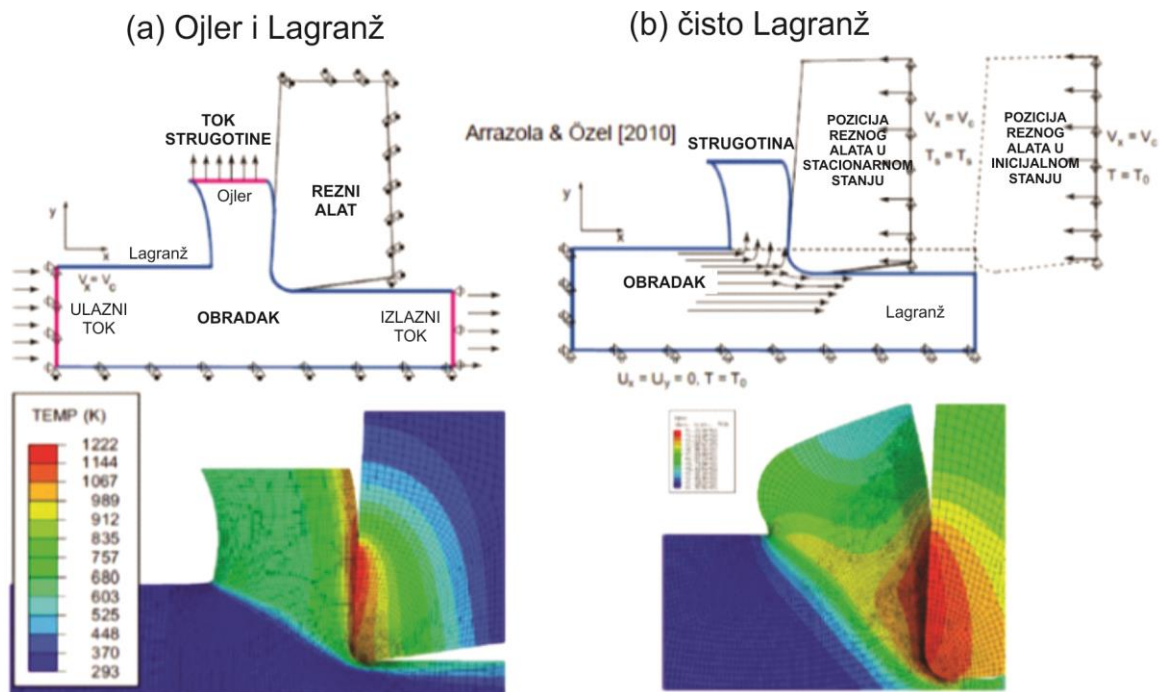 (a) Ojler i Lagranž
TOK
STRUGOTINE
Ojler
REZNI
ALAT
y
x
Lagranž
Vx = Vc
ULAZNI
TOK
OBRADAK
IZLAZNI
TOK
TEMP (K)
1222
1144
1067
989
912
835
757
680
603
525
448
370
293
(b) čisto Lagranž
Arrazola & Özel [2010]
STRUGOTINA
POZICIJA
REZNOG
ALATA U
STACIONARNOM
STANJU
Vx = Vc
Ts = Ts
POZICIJA
REZNOG
ALATA U
INICIJALNOM
STANJU
Vx = Vc
T = T0
y
x
OBRADAK
Lagranž
Ux = Uy = 0, T = T0